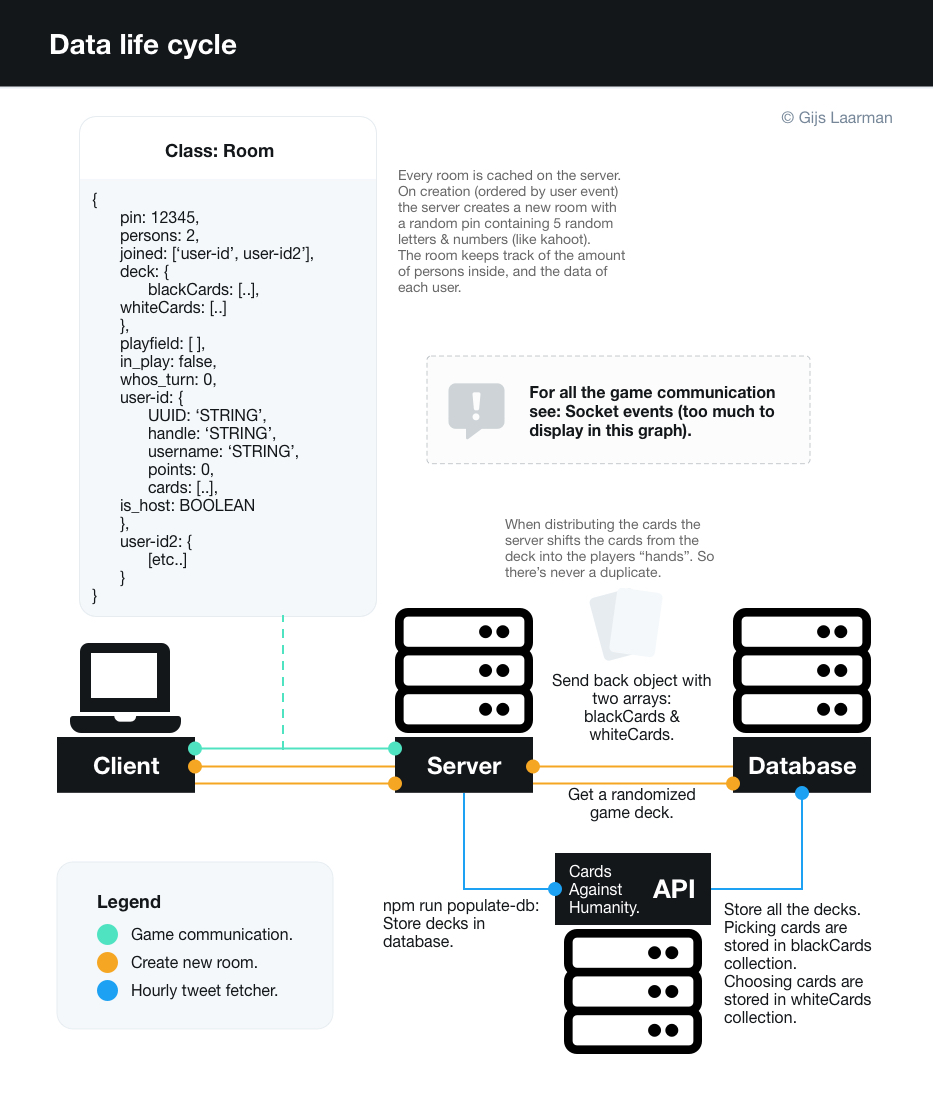 Data life cycle
© Gijs Laarman
Class: Room
{
pin: 12345,
persons: 2,
joined: [‘user-id’, user-id2’],
deck: {
blackCards: [..],
whiteCards: [..]
},
playfield: [ ],
in_play: false,
whos_turn: 0,
user-id: {
UUID: ‘STRING’,
handle: ‘STRING’,
username: ‘STRING’,
points: 0,
cards: [..],
is_host: BOOLEAN
},
user-id2: {
[etc..]
}
}
Every room is cached on the server.
On creation (ordered by user event)
the server creates a new room with
a random pin containing 5 random
letters & numbers (like kahoot).
The room keeps track of the amount
of persons inside, and the data of
each user.
For all the game communication
see: Socket events (too much to
display in this graph).
When distributing the cards the
server shifts the cards from the
deck into the players “hands”. So
there’s never a duplicate.
Send back object with
two arrays:
blackCards &
whiteCards.
Client
Server
Database
Get a randomized
game deck.
Cards
Against
Humanity.
API
npm run populate-db:
Store decks in
database.
Store all the decks.
Picking cards are
stored in blackCards
collection.
Choosing cards are
stored in whiteCards
collection.
Legend
Game communication.
Create new room.
Hourly tweet fetcher.